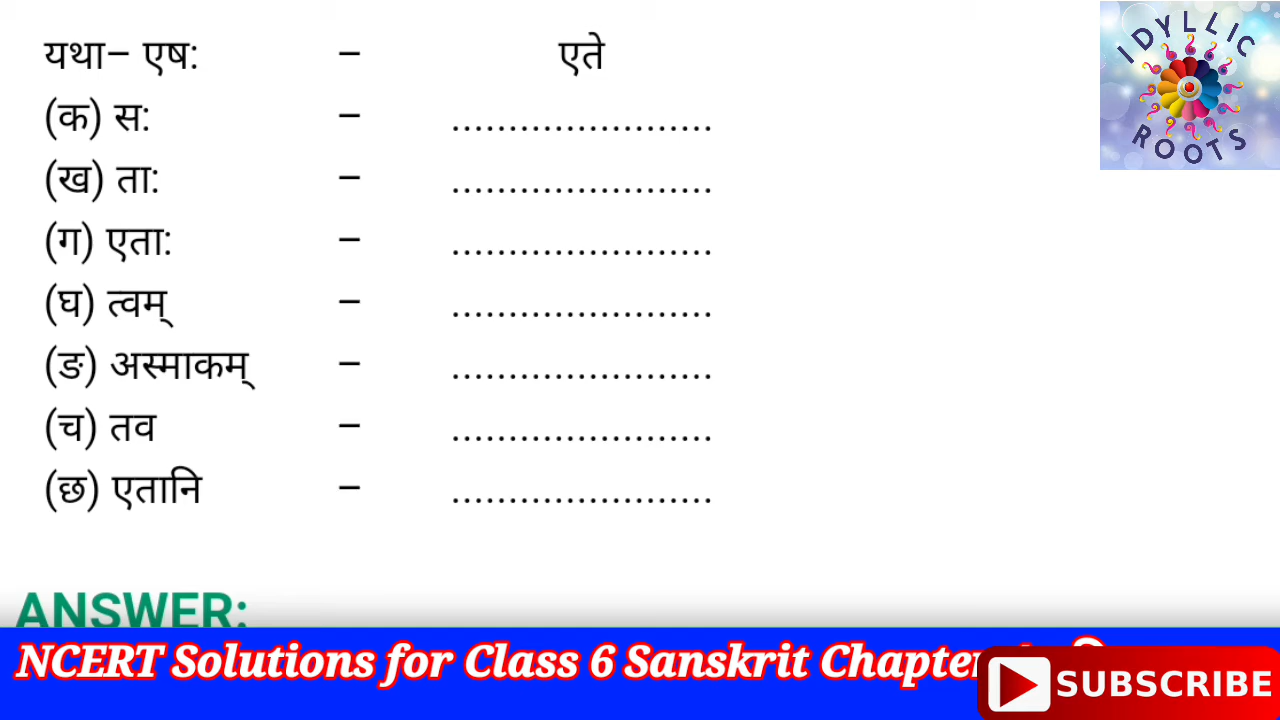 यथा– एष: – एते
(क) स: – .......................
(ख) ता: – .......................
(ग) एता: – .......................
(घ) त्वम् – .......................
(ङ) अस्माकम् – .......................
(च) तव – .......................
(छ) एतानि – .......................
ANSWER:
NCERT Solutions for Class 6 Sanskrit Chapter
SUBSCRIBE
IDYLLIC
ROOTS